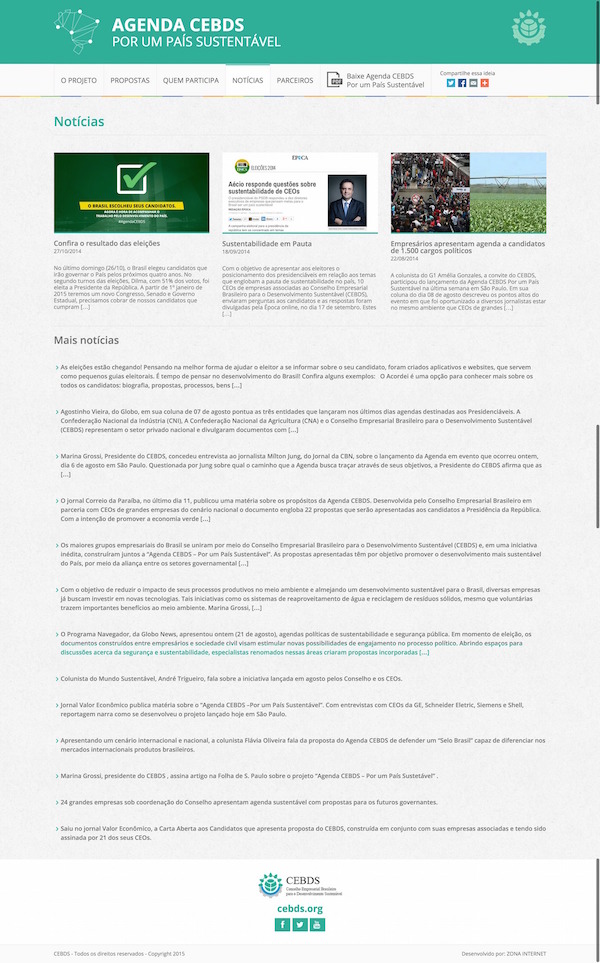 AGENDA CEBDS
POR UM PAÍS SUSTENTÁVEL
O PROJETO
PROPOSTAS
QUEM PARTICIPA
NOTÍCIAS
PARCEIROS
PDF
Baixe Agenda CEBDS
Por um País Sustentável
Compartilhe essa ideia
Notícias
O BRASIL ESCOLHEU SEUS CANDIDATOS.
AGORA É HORA DE ACOMPANHARMOS O
TRABALHO PELO DESENVOLVIMENTO DO PAÍS.
#AgendaCEBDS
Confira o resultado das eleições
27/10/2014
No último domingo (26/10), o Brasil elegeu candidatos que
irão governar o País pelos próximos quatro anos. No
segundo turnos das eleições, Dilma, com 51% dos votos, foi
eleita a Presidente da República. A partir de 1º janeiro de
2015 teremos um novo Congresso, Senado e Governo
Estadual, precisamos cobrar de nossos candidatos que
cumpram [...]
ÉPOCA
ELEIÇÕES 2014
Aécio responde questões sobre
sustentabilidade de CEOs
Sustentabilidade em Pauta
18/09/2014
Com o objetivo de apresentar aos eleitores o
posicionamento dos presidenciáveis em relação aos temas
que englobam a pauta de sustentabilidade no país, 10
CEOs de empresas associadas ao Conselho Empresarial
Brasileiro para o Desenvolvimento Sustentável (CEBDS),
enviaram perguntas aos candidatos e as respostas foram
divulgadas pela Época online, no dia 17 de setembro. Estes
[...]
Empresários apresentam agenda a candidatos
de 1.500 cargos políticos
22/08/2014
A colunista do G1 Amélia Gonzales, a convite do CEBDS,
participou do lançamento da Agenda CEBDS Por um País
Sustentável na última semana em São Paulo. Em sua
coluna do dia 08 de agosto descreveu os pontos altos do
evento em que foi oportunizado a diversos jornalistas estar
no mesmo ambiente que CEOs de grandes [...]
Mais notícias
As eleições estão chegando! Pensando na melhor forma de ajudar o eleitor a se informar sobre o seu candidato, foram criados aplicativos e websites, que servem
como pequenos guias eleitorais. É tempo de pensar no desenvolvimento do Brasil! Confira alguns exemplos: O Acordei é uma opção para conhecer mais sobre os
todos os candidatos: biografia, propostas, processos, bens [...]
Agostinho Vieira, do Globo, em sua coluna de 07 de agosto pontua as três entidades que lançaram nos últimos dias agendas destinadas aos Presidenciáveis. A
Confederação Nacional da Indústria (CNI), A Confederação Nacional da Agricultura (CNA) e o Conselho Empresarial Brasileiro para o Desenvolvimento Sustentável
(CEBDS) representam o setor privado nacional e divulgaram documentos com [...]
Marina Grossi, Presidente do CEBDS, concedeu entrevista ao jornalista Milton Jung, do Jornal da CBN, sobre o lançamento da Agenda em evento que ocorreu ontem,
dia 6 de agosto em São Paulo. Questionada por Jung sobre qual o caminho que a Agenda busca traçar através de seus objetivos, a Presidente do CEBDS afirma que as
[...]
O jornal Correio da Paraíba, no último dia 11, publicou uma matéria sobre os propósitos da Agenda CEBDS. Desenvolvida pelo Conselho Empresarial Brasileiro em
parceria com CEOs de grandes empresas do cenário nacional o documento engloba 22 propostas que serão apresentadas aos candidatos a Presidência da República.
Com a intenção de promover a economia verde [...]
Os maiores grupos empresariais do Brasil se uniram por meio do Conselho Empresarial Brasileiro para o Desenvolvimento Sustentável (CEBDS) e, em uma iniciativa
inédita, construíram juntos a "Agenda CEBDS – Por um País Sustentável". As propostas apresentadas têm por objetivo promover o desenvolvimento mais sustentável
do País, por meio da aliança entre os setores governamental [...]
Com o objetivo de reduzir o impacto de seus processos produtivos no meio ambiente e almejando um desenvolvimento sustentável para o Brasil, diversas empresas
já buscam investir em novas tecnologias. Tais iniciativas como os sistemas de reaproveitamento de água e reciclagem de resíduos sólidos, mesmo que voluntárias
trazem importantes benefícios ao meio ambiente. Marina Grossi, [...]
O Programa Navegador, da Globo News, apresentou ontem (21 de agosto), agendas políticas de sustentabilidade e segurança pública. Em momento de eleição, os
documentos construídos entre empresários e sociedade civil visam estimular novas possibilidades de engajamento no processo político. Abrindo espaços para
discussões acerca da segurança e sustentabilidade, especialistas renomados nessas áreas criaram propostas incorporadas [...]
Colunista do Mundo Sustentável, André Trigueiro, fala sobre a iniciativa lançada em agosto pelos Conselho e os CEOs.
Jornal Valor Econômico publica matéria sobre o "Agenda CEBDS –Por um País Sustentável". Com entrevistas com CEOs da GE, Schneider Eletric, Siemens e Shell,
reportagem narra como se desenvolveu o projeto lançado hoje em São Paulo.
Apresentando um cenário internacional e nacional, a colunista Flávia Oliveira fala da proposta do Agenda CEBDS de defender um "Selo Brasil" capaz de diferenciar nos
mercados internacionais produtos brasileiros.
Marina Grossi, presidente do CEBDS , assina artigo na Folha de S. Paulo sobre o projeto "Agenda CEBDS – Por um País Sustetável" .
24 grandes empresas sob coordenação do Conselho apresentam agenda sustentável com propostas para os futuros governantes.
Saiu no jornal Valor Econômico, a Carta Aberta aos Candidatos que apresenta proposta do CEBDS, construída em conjunto com suas empresas associadas e tendo sido
assinada por 21 dos seus CEOs.
CEBDS
Conselho Empresarial Brasileiro
para o Desenvolvimento Sustentável
cebds.org
CEBDS - Todos os direitos reservados - Copyright 2015
Desenvolvido por: ZONA INTERNET